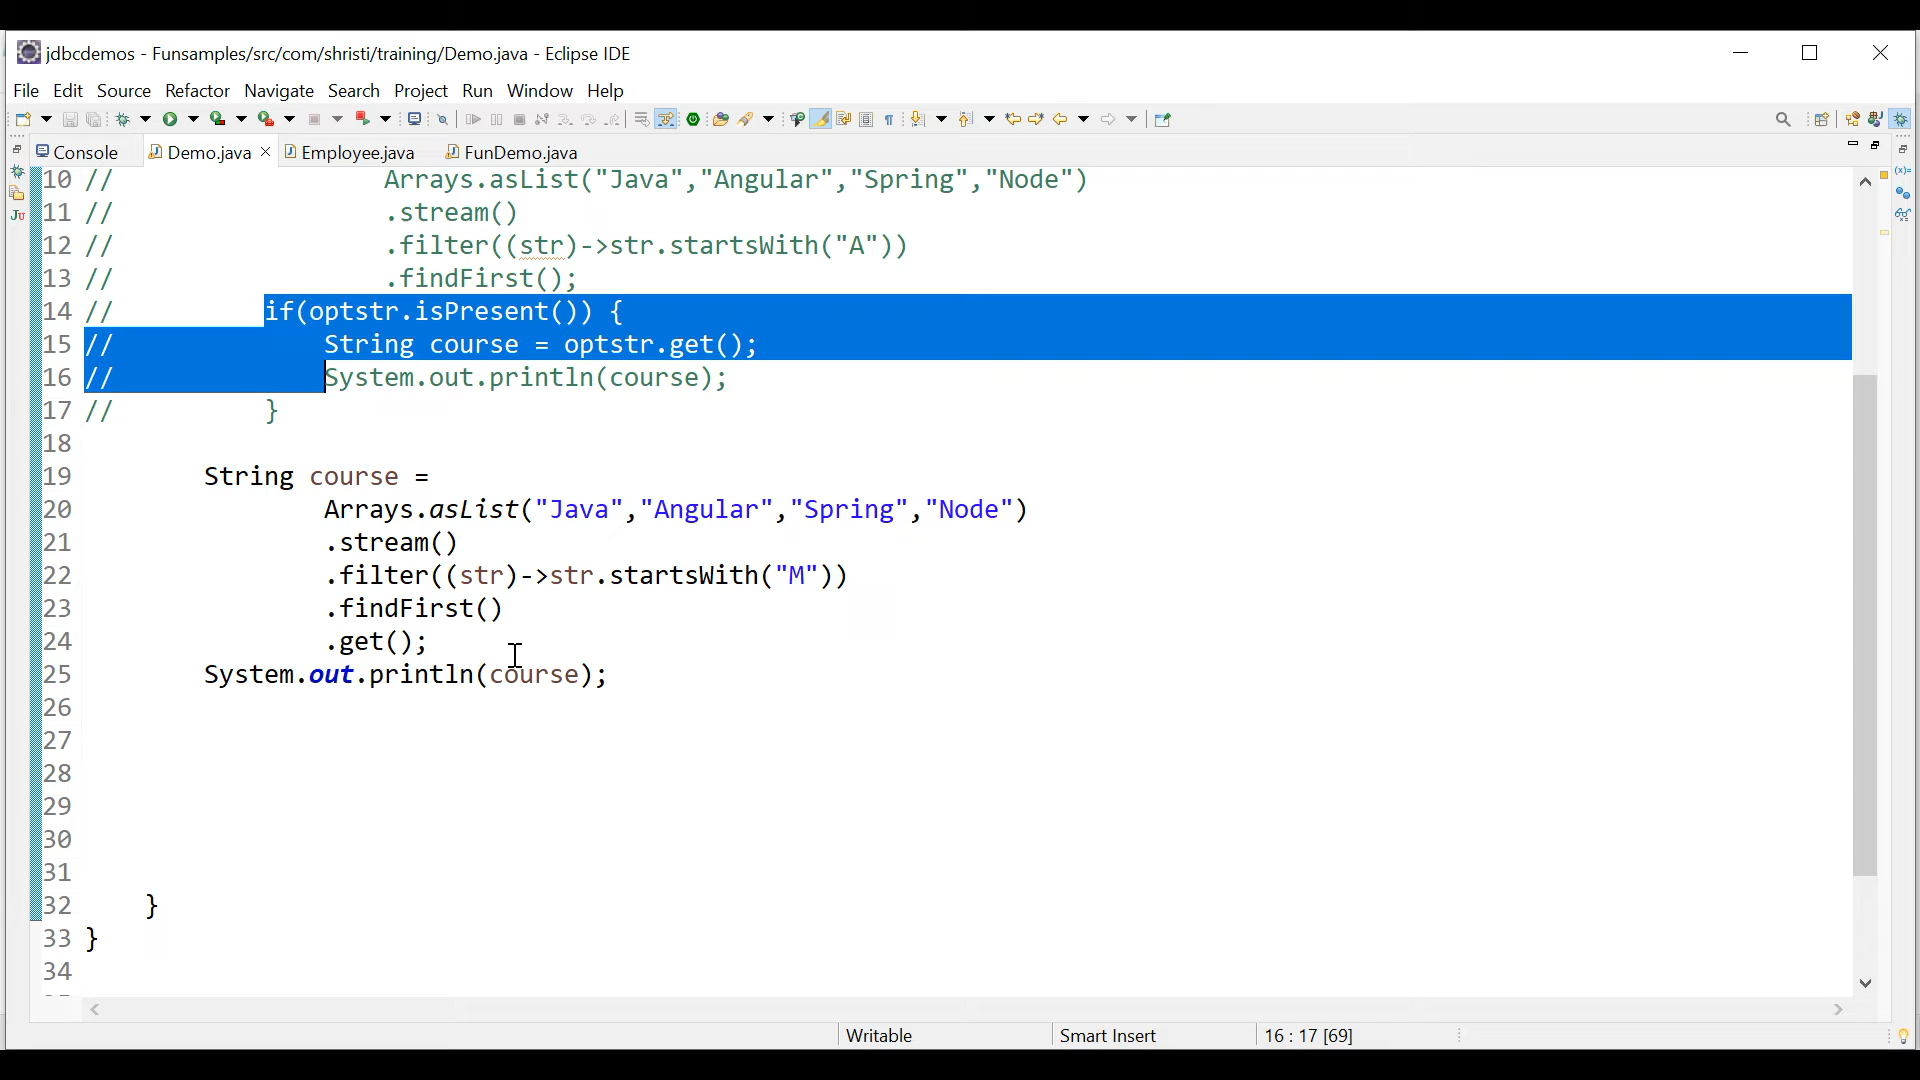 jdbcdemos - Funsamples/src/com/shristi/training/Demo.java - Eclipse IDE
File Edit Source Refactor Navigate Search Project Run Window Help
Console Demo.java Employee.java FunDemo.java
10 // Arrays.asList("Java","Angular","Spring","Node")
11 // .stream()
12 // .filter((str)->str.startsWith("A"))
13 // .findFirst();
14 // if(optstr.isPresent()) {
15 // String course = optstr.get();
16 // System.out.println(course);
17 // }
18
19 String course =
20 Arrays.asList("Java","Angular","Spring","Node")
21 .stream()
22 .filter((str)->str.startsWith("M"))
23 .findFirst()
24 .get();
25 System.out.println(course);
26
27
28
29
30
31
32 }
33 }
34
Writable Smart Insert 16 : 17 [69]